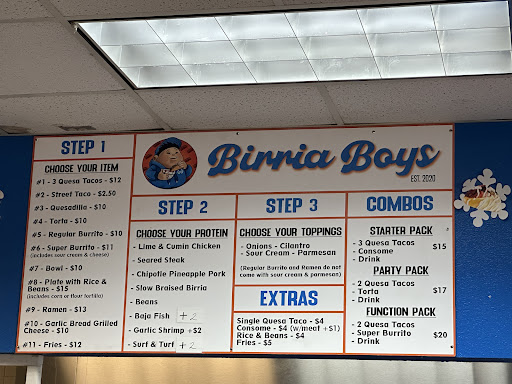 Birria Boys
EST. 2020
STEP 1
CHOOSE YOUR ITEM
#1 - 3 Quesa Tacos - $12
#2 - Street Taco - $2.50
#3 - Quesadilla - $10
#4 - Torta - $10
#5 - Regular Burrito - $10
#6 - Super Burrito - $11
(includes sour cream & cheese)
#7 - Bowl - $10
#8 - Plate with Rice &
Beans - $15
(includes corn or flour tortilla)
#9 - Ramen - $13
#10 - Garlic Bread Grilled
Cheese - $10
#11 - Fries - $12
STEP 2
CHOOSE YOUR PROTEIN
- Lime & Cumin Chicken
- Seared Steak
- Chipotle Pineapple Pork
- Slow Braised Birria
- Beans
- Baja Fish +2
- Garlic Shrimp +$2
- Surf & Turf +2
STEP 3
CHOOSE YOUR TOPPINGS
- Onions - Cilantro
- Sour Cream - Parmesan
(Regular Burrito and Ramen do not
come with sour cream & parmesan)
EXTRAS
Single Quesa Taco - $4
Consome - $4 (w/meat +$1)
Rice & Beans - $4
Fries - $5
COMBOS
STARTER PACK
- 3 Quesa Tacos
- Consome
- Drink
$15
PARTY PACK
- 2 Quesa Tacos
- Torta
- Drink
$17
FUNCTION PACK
- 2 Quesa Tacos
- Super Burrito
- Drink
$20